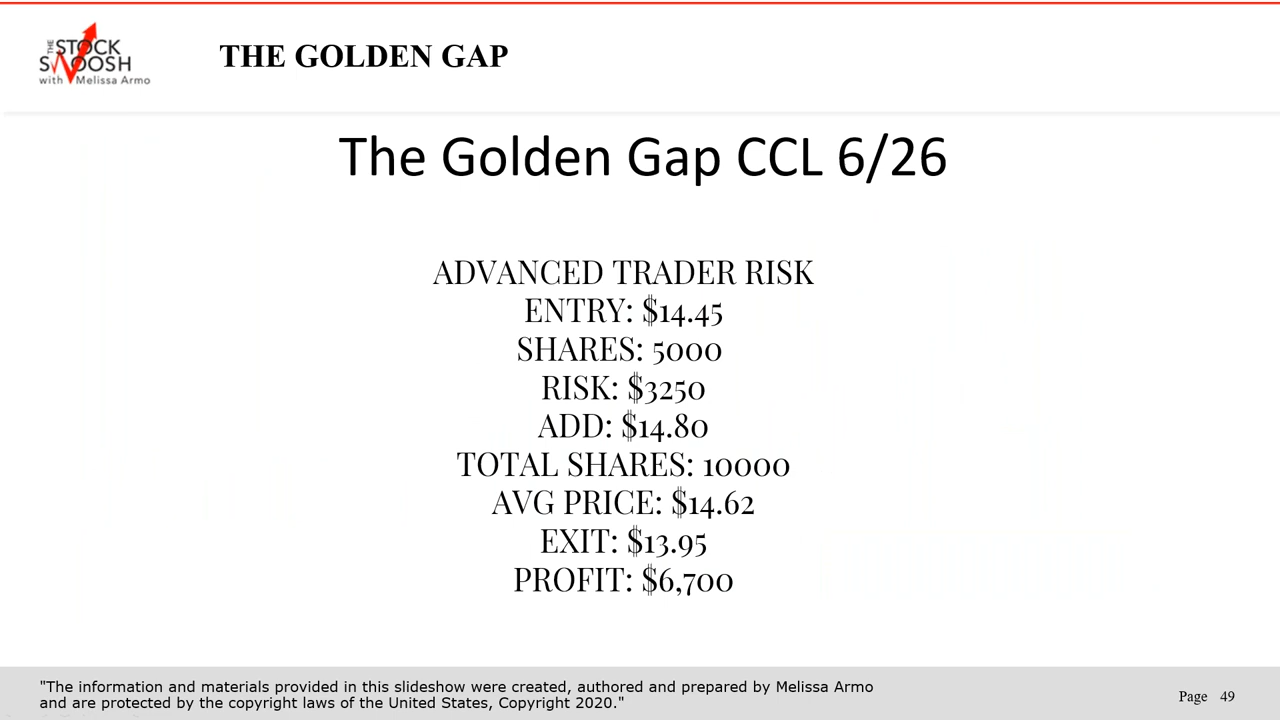 THE STOCK
SWOOSH
with Melissa Armo
THE GOLDEN GAP
The Golden Gap CCL 6/26
ADVANCED TRADER RISK
ENTRY: $14.45
SHARES: 5000
RISK: $3250
ADD: $14.80
TOTAL SHARES: 10000
AVG PRICE: $14.62
EXIT: $13.95
PROFIT: $6,700
"The information and materials provided in this slideshow were created, authored and prepared by Melissa Armo
and are protected by the copyright laws of the United States, Copyright 2020."
Page 49